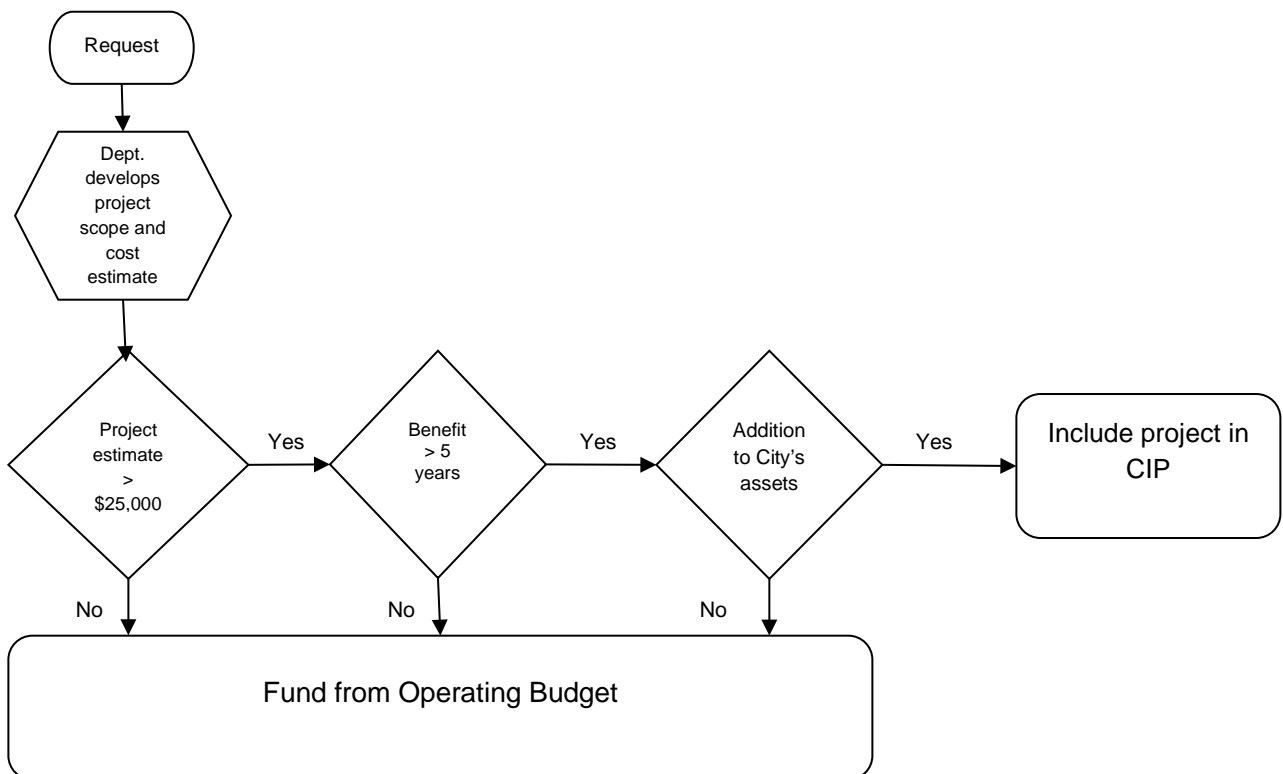 Request
Dept.
develops
project
scope and
cost
estimate
Project
estimate
>
$25,000
Yes
Benefit
> 5
years
Yes
Addition
to City's
assets
Yes
Include project in
CIP
No
No
No
Fund from Operating Budget